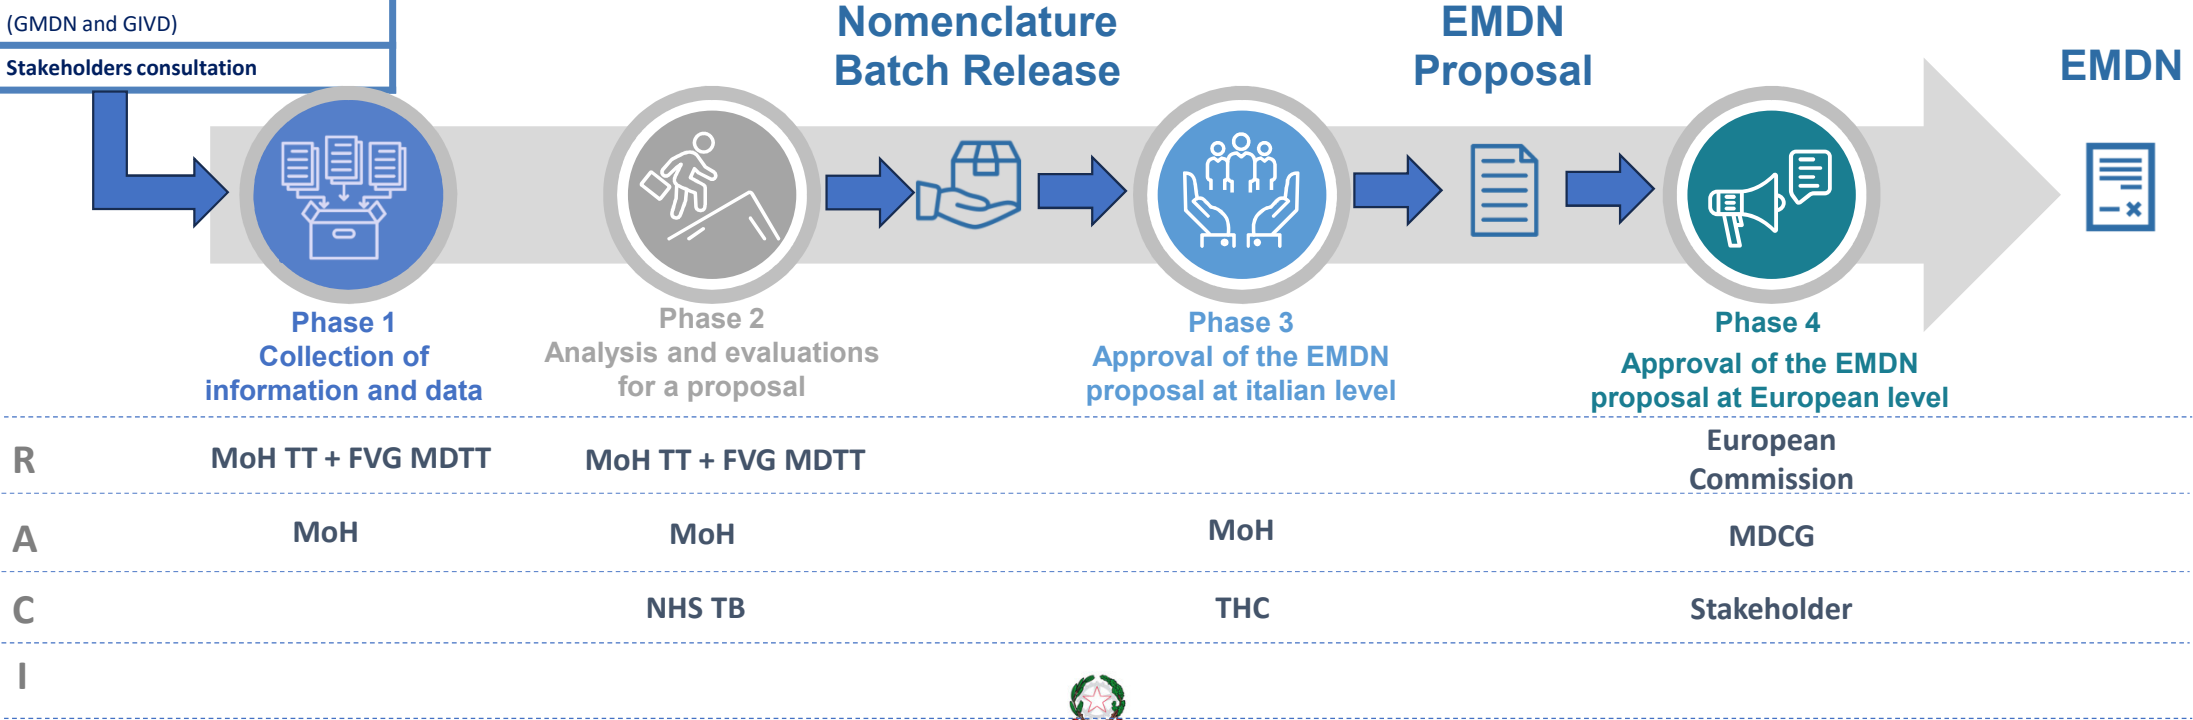 (GMDN and GIVD)
Stakeholders consultation
Nomenclature
Batch Release
EMDN
Proposal
EMDN
Phase 1
Collection of
information and data
Phase 2
Analysis and evaluations
for a proposal
Phase 3
Approval of the EMDN
proposal at italian level
Phase 4
Approval of the EMDN
proposal at European level
R
MoH TT + FVG MDTT
MoH TT + FVG MDTT
European
Commission
A
MoH
MoH
MoH
MDCG
C
NHS TB
THC
Stakeholder
I